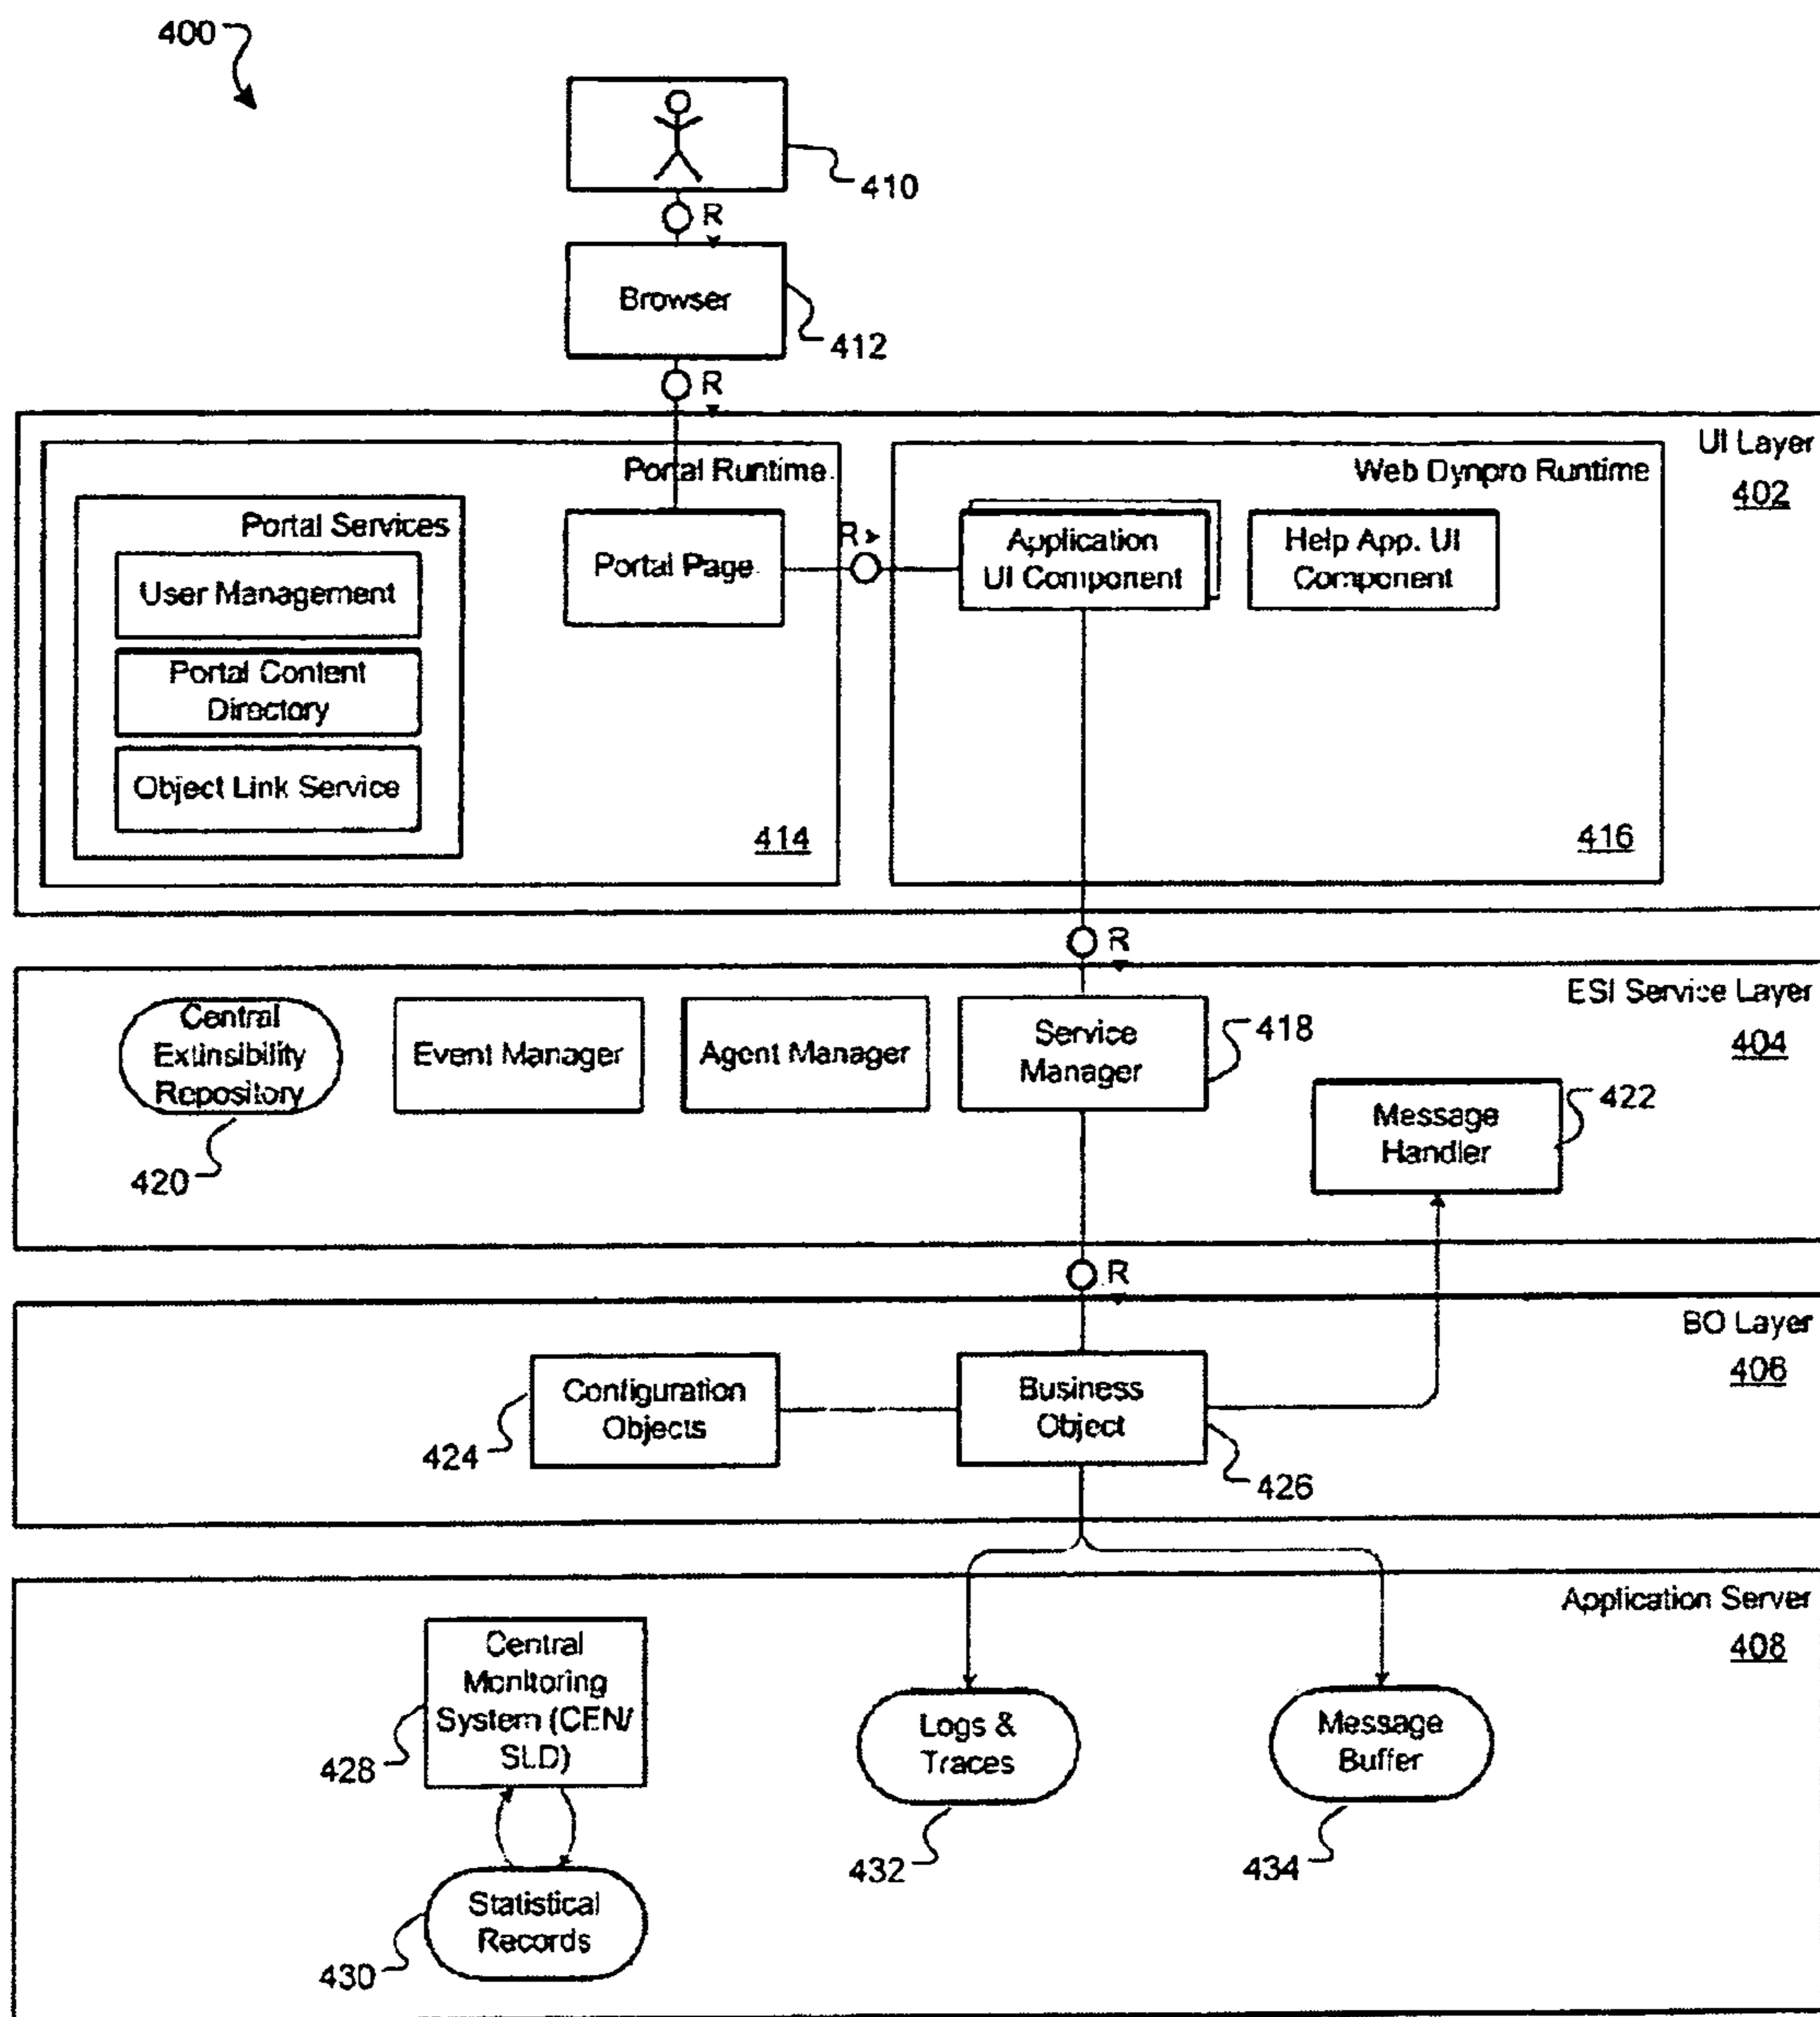 400
410
R
Browser
412
R
UI Layer
402
Portal Runtime
Portal Services
User Management
Portal Content
Directory
Object Link Service
Portal Page
414
R
Web Dynpro Runtime
Application
UI Component
Help App. UI
Component
416
R
ESI Service Layer
404
Central
Extinsibility
Repository
420
Event Manager
Agent Manager
Service
Manager
418
Message
Handler
422
R
BO Layer
406
Configuration
Objects
424
Business
Object
426
Application Server
408
Central
Monitoring
System (CEN/
SLD)
428
Statistical
Records
430
Logs &
Traces
432
Message
Buffer
434